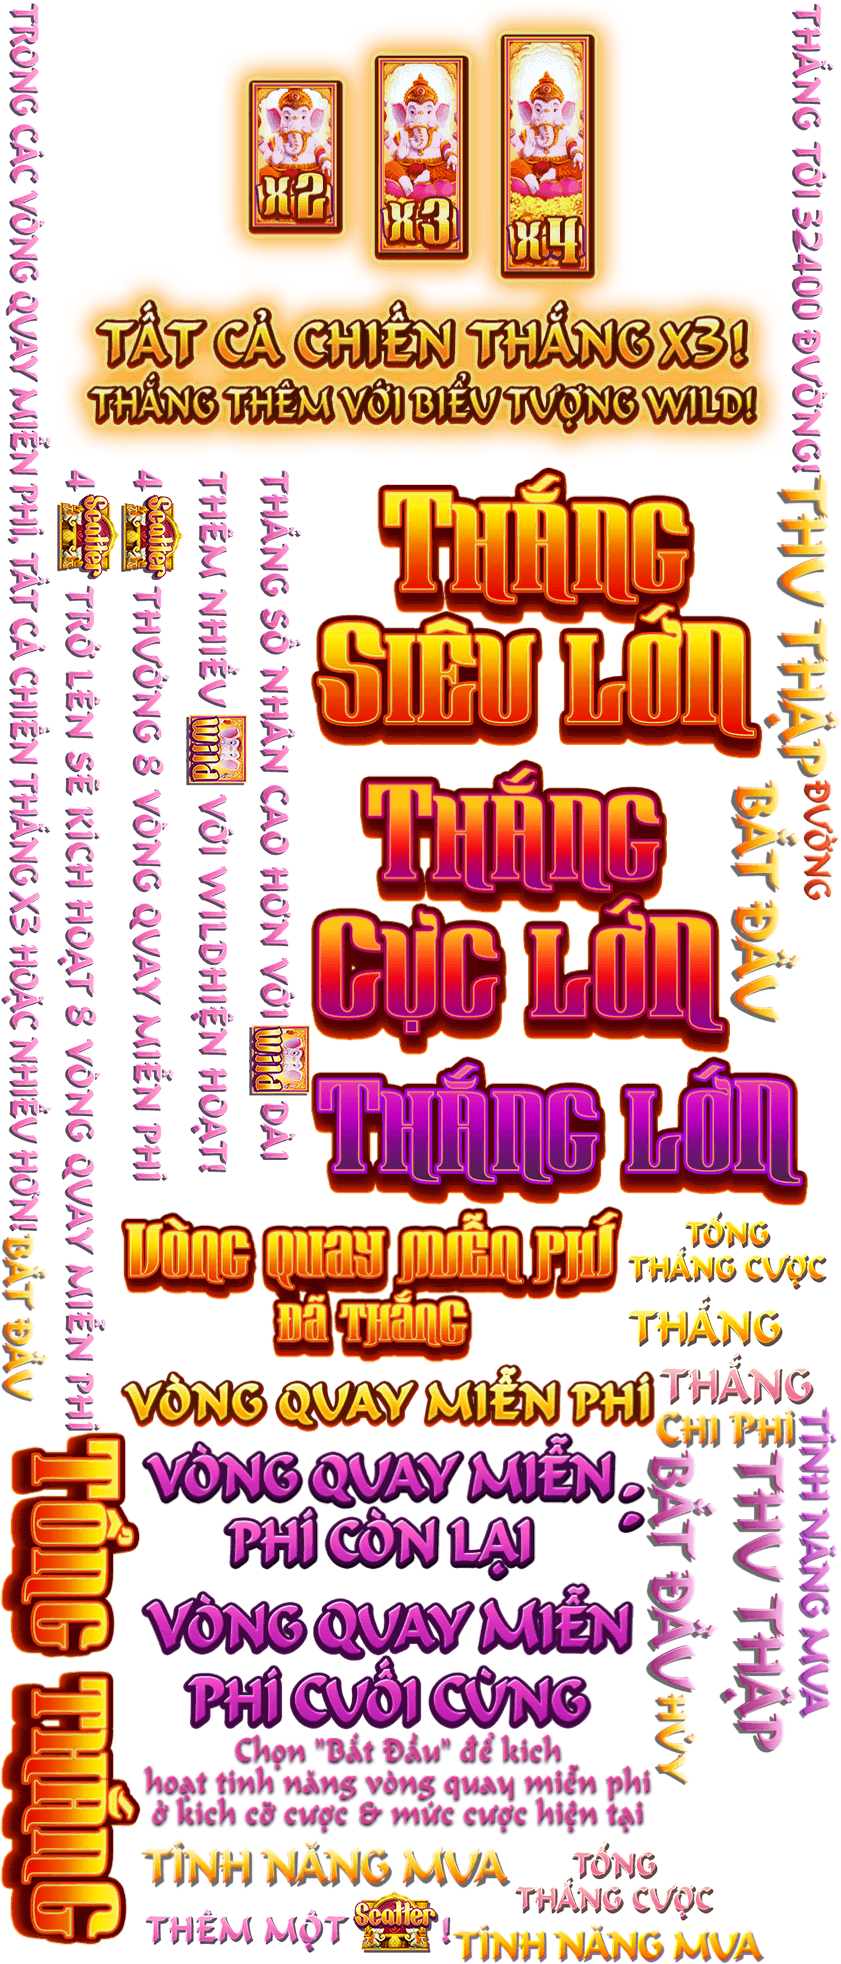 x2
x3
x4
TẤT CẢ CHIẾN THẮNG X3!
THẮNG THÊM VỚI BIỂU TƯỢNG WILD!
TRONG CÁC VÒNG QUAY MIỄN PHÍ, TẤT CẢ CHIẾN THẮNG X3 HOẶC NHIỀU HƠN!
BẮT ĐẦU
4 Scatter TRỞ LÊN SẼ KÍCH HOẠT 8 VÒNG QUAY MIỄN PHÍ
4 Scatter THƯỞNG 8 VÒNG QUAY MIỄN PHÍ
THÊM NHIỀU Wild VỚI WILDHIỆN HOẠT!
THẮNG SỐ NHÂN CAO HƠN VỚI Wild DÀI
THẮNG TỚI 32400 ĐƯỜNG!
THU THẬP
ĐƯỜNG
BẮT ĐẦU
THẮNG
SIÊU LỚN
THẮNG
CỰC LỚN
THẮNG LỚN
VÒNG QUAY MIỄN PHÍ
ĐÃ THẮNG
TỔNG
THẮNG CƯỢC
THẮNG
VÒNG QUAY MIỄN PHÍ
THẮNG
CHI PHÍ
TỔNG THẮNG
VÒNG QUAY MIỄN
PHÍ CÒN LẠI
:
VÒNG QUAY MIỄN
PHÍ CUỐI CÙNG
BẮT ĐẦU
HỦY
THU THẬP
TÍNH NĂNG MUA
Chọn "Bắt Đầu" để kích
hoạt tính năng vòng quay miễn phí
ở kích cỡ cược & mức cược hiện tại
TÍNH NĂNG MUA
TỔNG
THẮNG CƯỢC
THÊM MỘT Scatter !
TÍNH NĂNG MUA